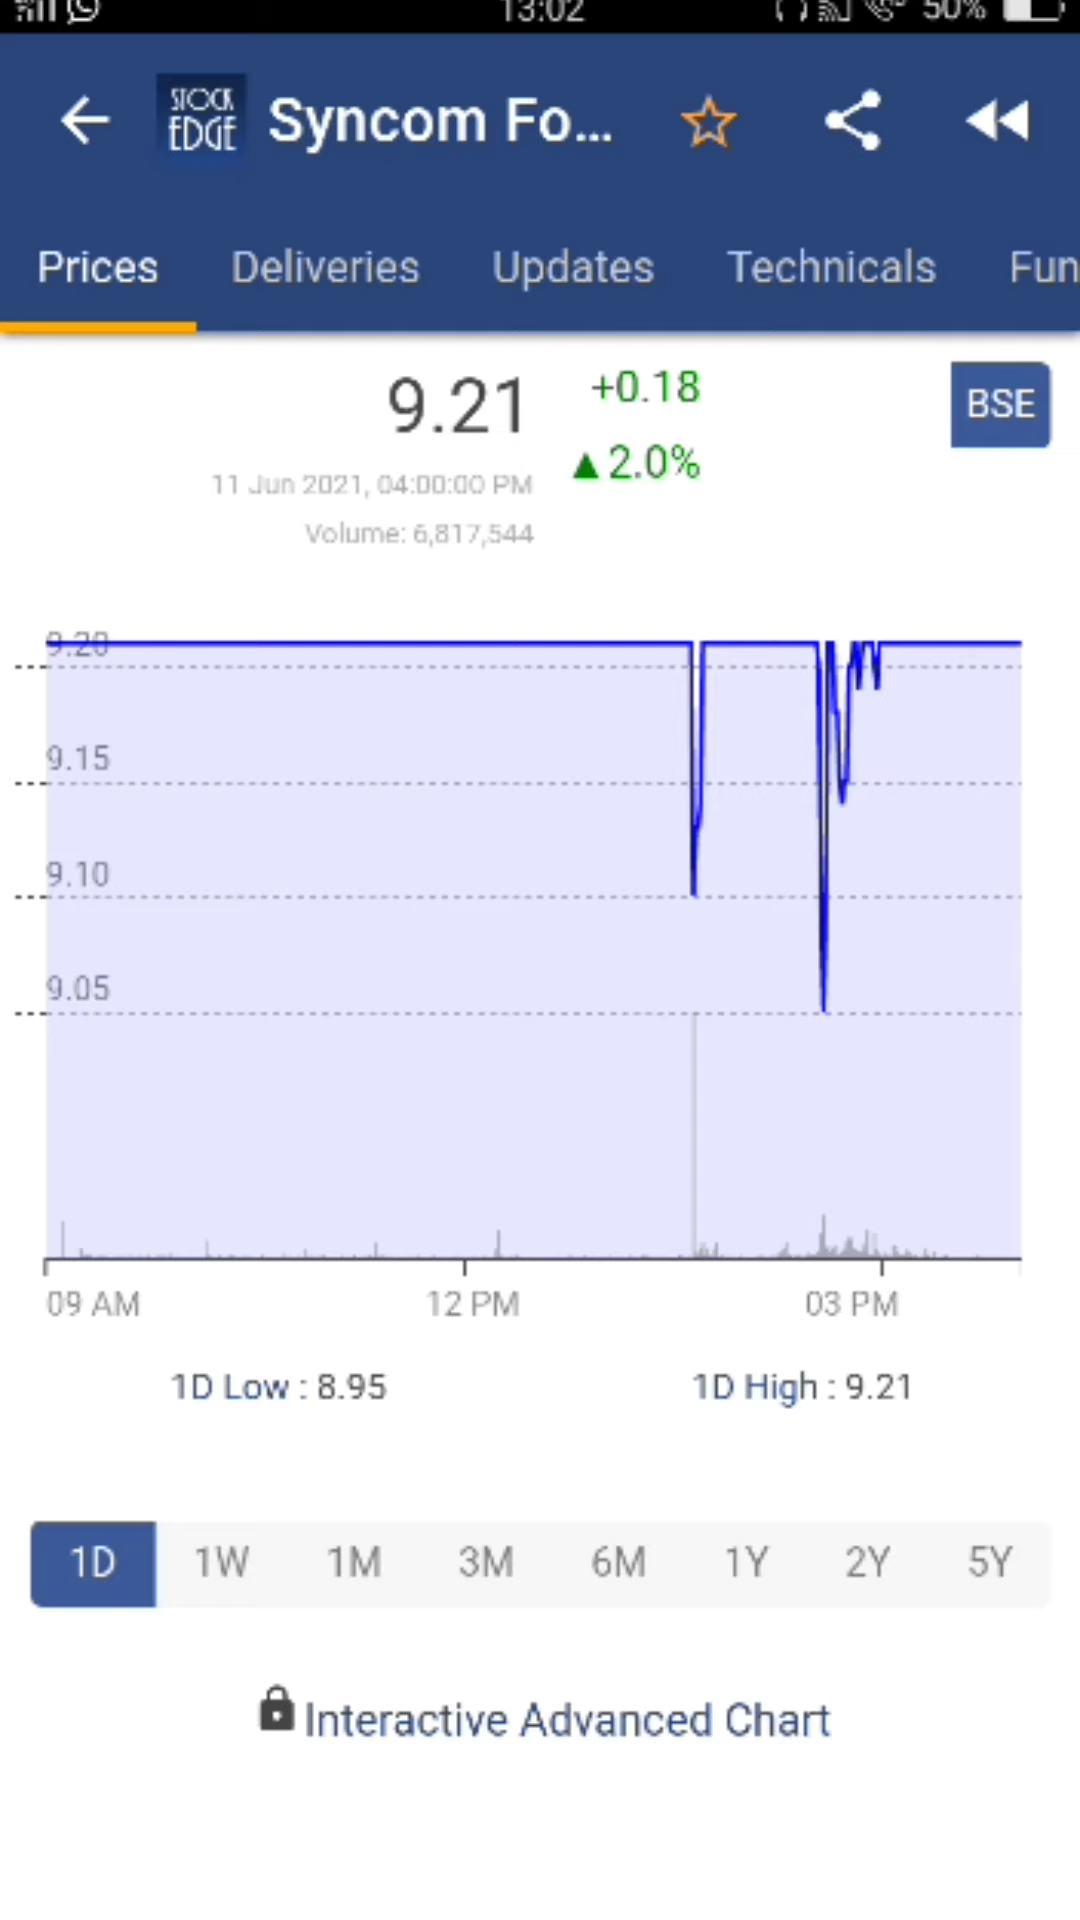 13:02
50%
STOCK
EDGE
Syncom Fo...
Prices Deliveries Updates Technicals Fun
9.21 +0.18
▲2.0%
BSE
11 Jun 2021, 04:00:00 PM
Volume: 6,817,544
9.20
9.15
9.10
9.05
09 AM 12 PM 03 PM
1D Low : 8.95 1D High : 9.21
1D 1W 1M 3M 6M 1Y 2Y 5Y
Interactive Advanced Chart